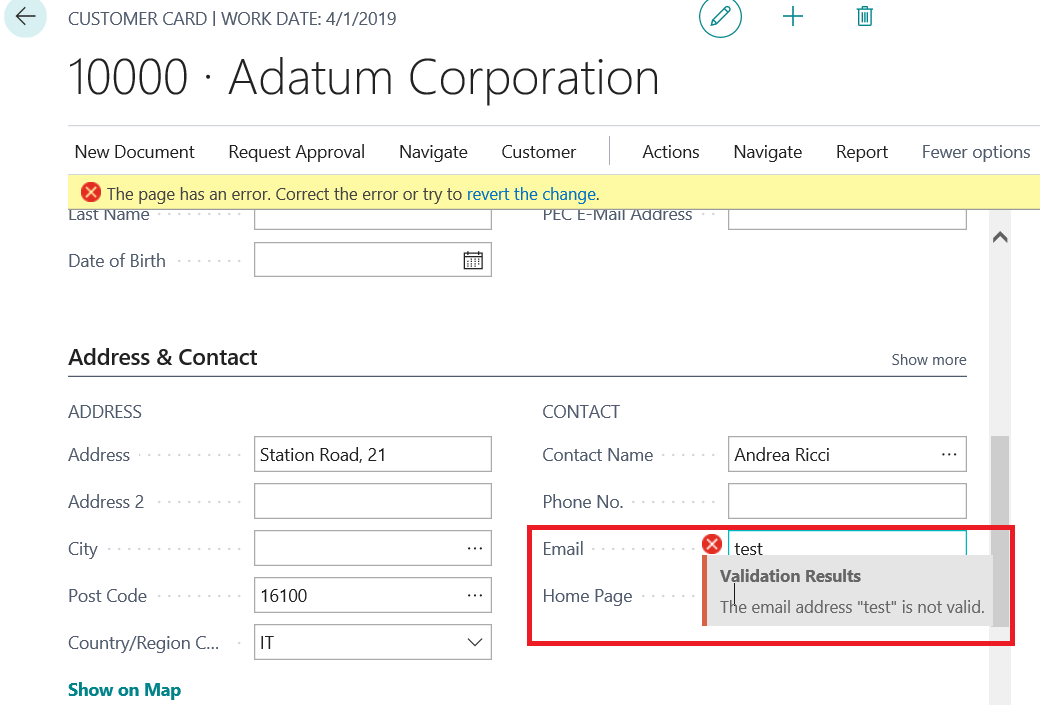 CUSTOMER CARD | WORK DATE: 4/1/2019
10000 · Adatum Corporation
New Document Request Approval Navigate Customer Actions Navigate Report Fewer options
The page has an error. Correct the error or try to revert the change.
Last Name PEC E-Mail Address
Date of Birth
Address & Contact Show more
ADDRESS CONTACT
Address Station Road, 21 Contact Name Andrea Ricci ...
Address 2 Phone No.
City ... Email test
Validation Results
Post Code 16100 ... Home Page The email address "test" is not valid.
Country/Region C... IT
Show on Map